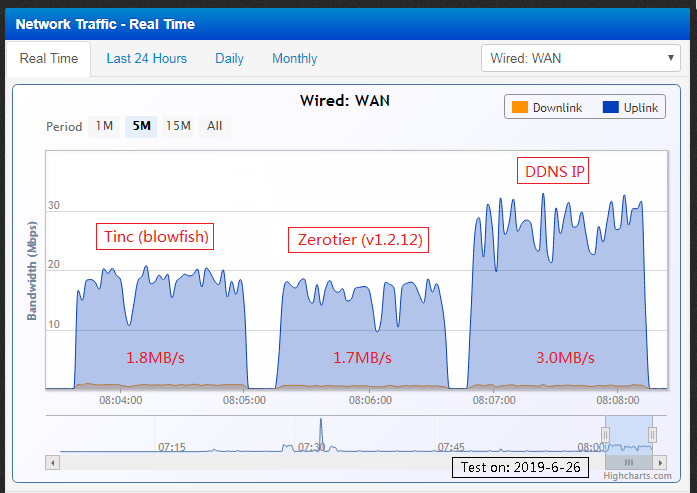 Network Traffic - Real Time
Real Time Last 24 Hours Daily Monthly Wired: WAN
Wired: WAN
Downlink Uplink
Period 1M 5M 15M All
DDNS IP
Tinc (blowfish)
Zerotier (v1.2.12)
Bandwidth (Mbps)
30
20
10
1.8MB/s 1.7MB/s 3.0MB/s
08:04:00 08:05:00 08:06:00 08:07:00 08:08:00
07:15 07:30 07:45 08:00
Test on: 2019-6-26
Highcharts.com